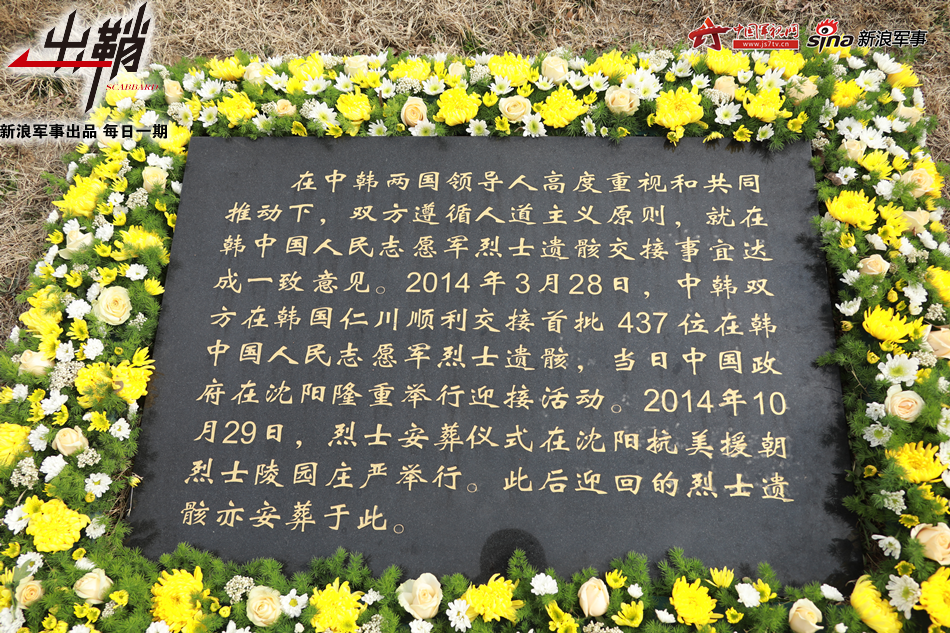 出鞘
SCABBARD
新浪军事出品 每日一期
中国军视网
www.js7tv.cn
sina 新浪军事
在中韩两国领导人高度重视和共同
推动下，双方遵循人道主义原则，就在
韩中国人民志愿军烈士遗骸交接事宜达
成一致意见。2014年3月28日，中韩双
方在韩国仁川顺利交接首批437位在韩
中国人民志愿军烈士遗骸，当日中国政
府在沈阳隆重举行迎接活动。2014年10
月29日，烈士安葬仪式在沈阳抗美援朝
烈士陵园庄严举行。此后迎回的烈士遗
骸亦安葬于此。